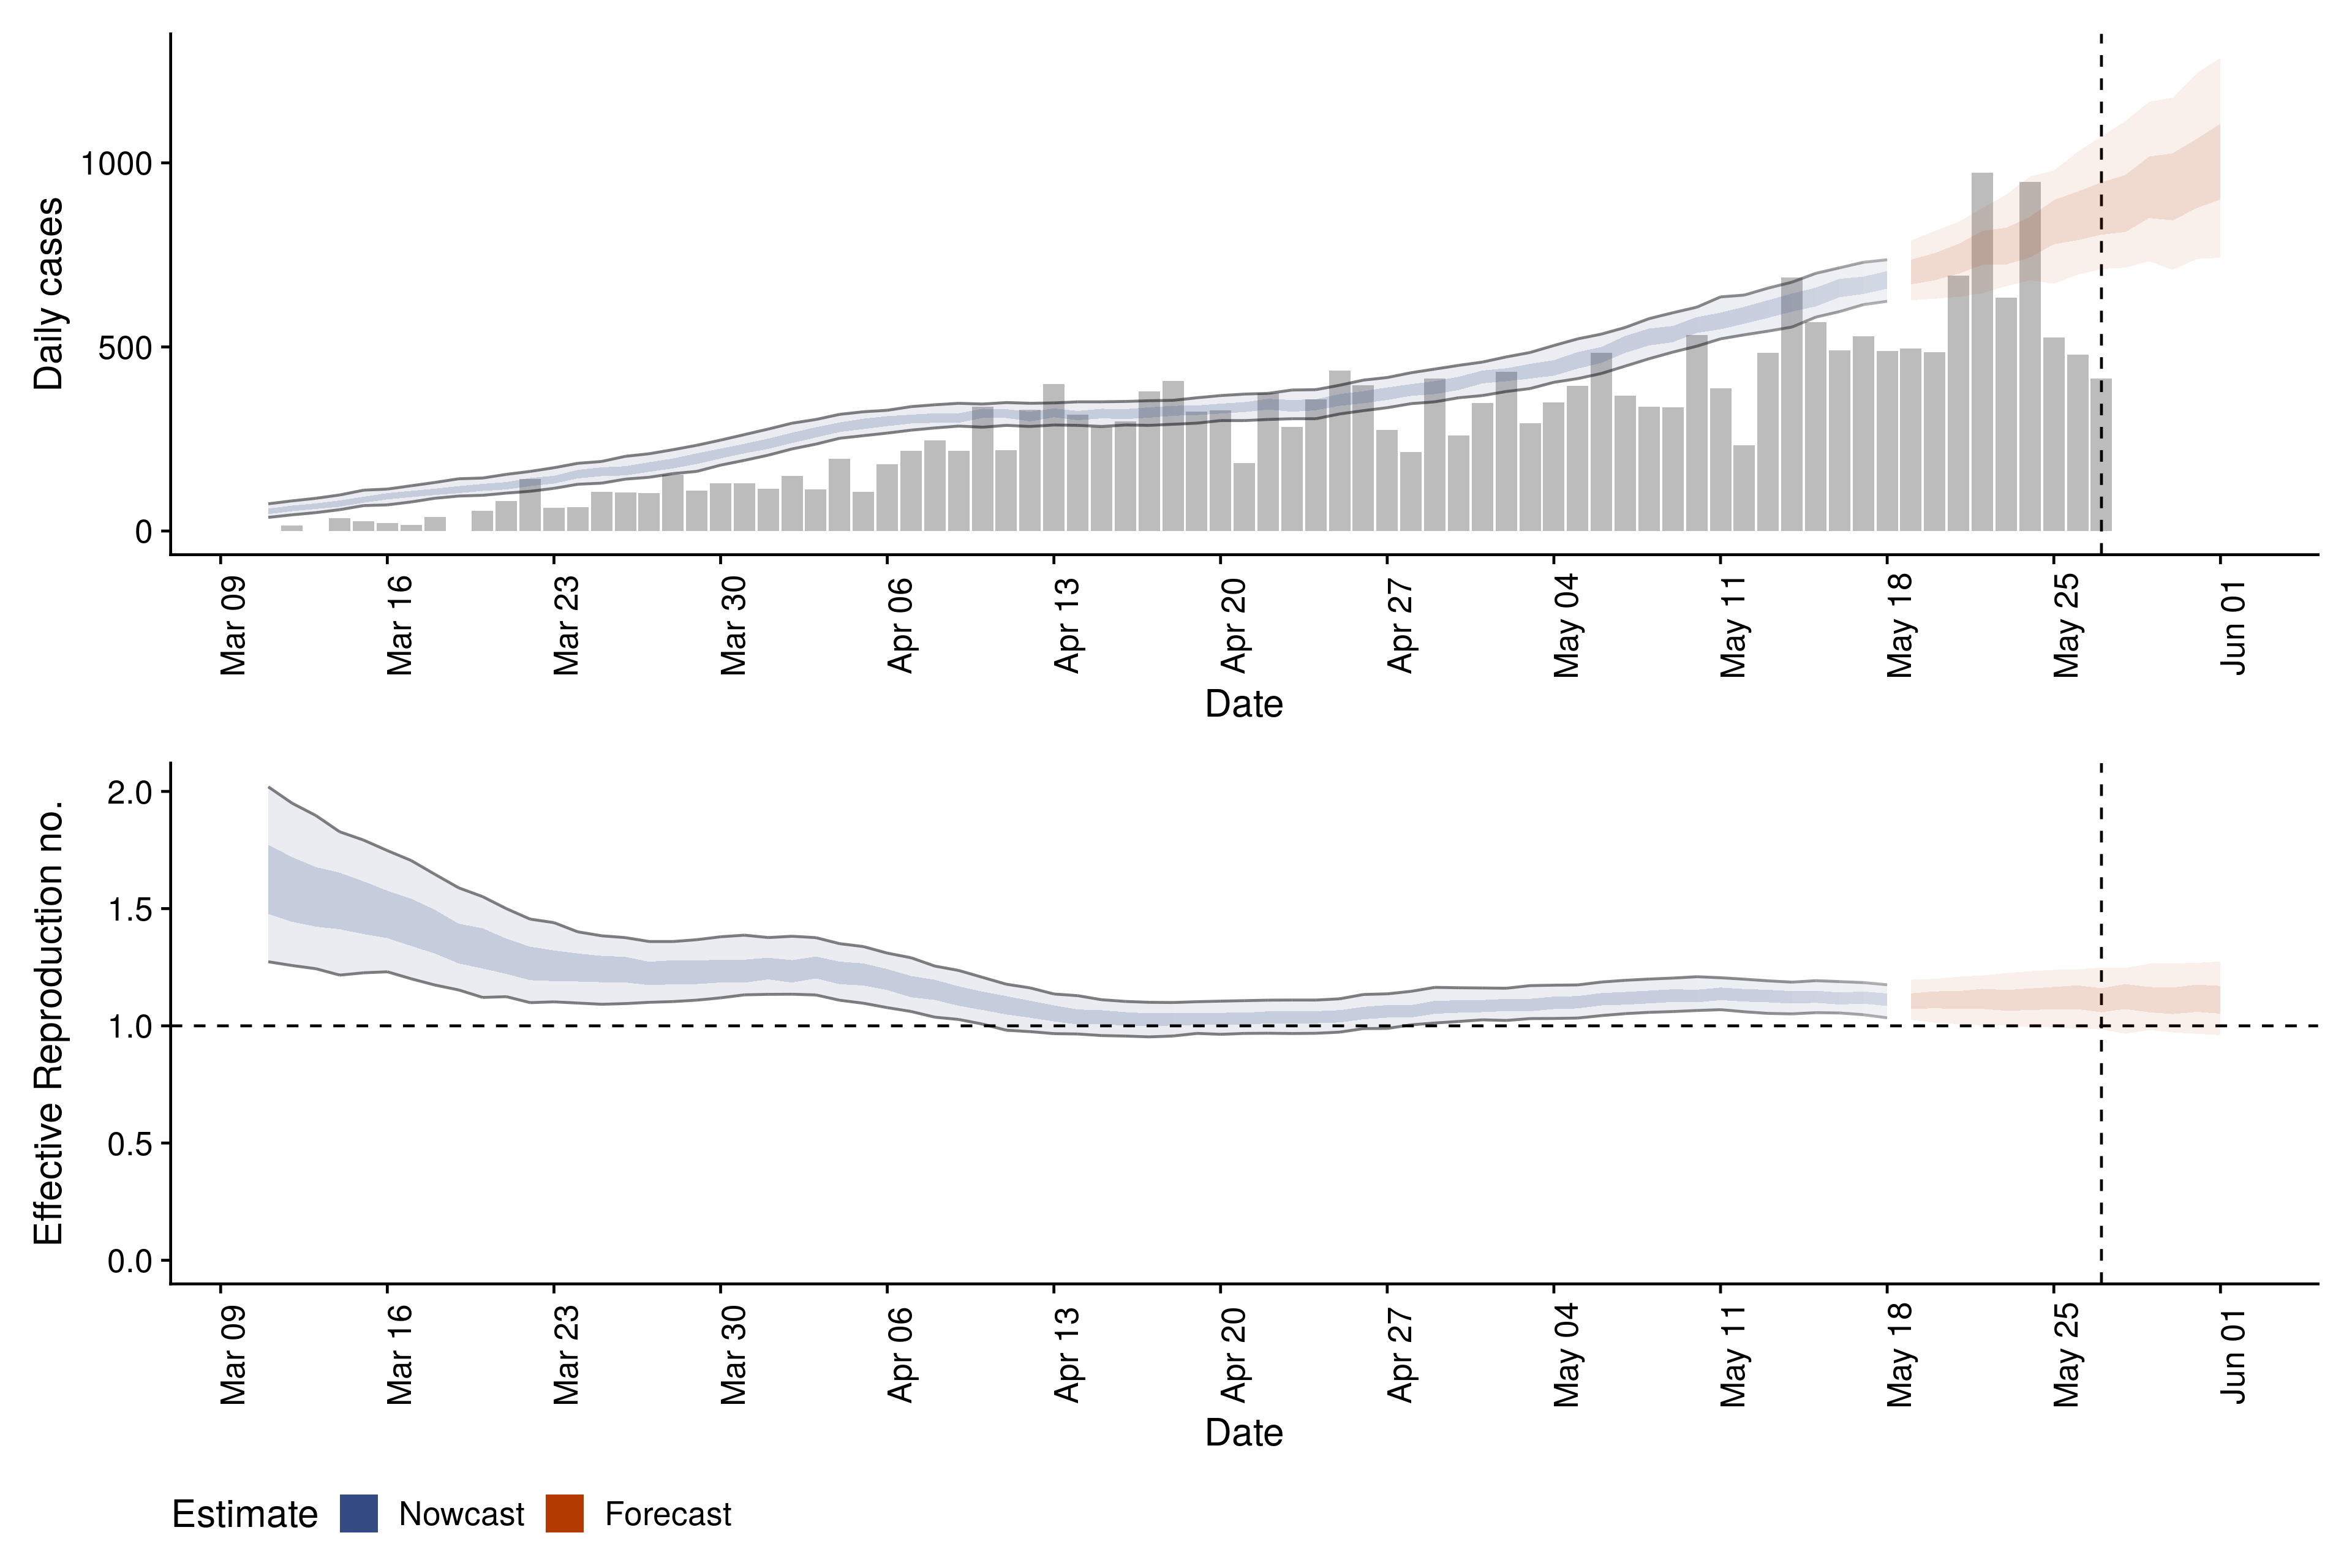 Daily cases
1000
500
0
Mar 09 Mar 16 Mar 23 Mar 30 Apr 06 Apr 13 Apr 20 Apr 27 May 04 May 11 May 18 May 25 Jun 01
Date
Effective Reproduction no.
2.0
1.5
1.0
0.5
0.0
Mar 09 Mar 16 Mar 23 Mar 30 Apr 06 Apr 13 Apr 20 Apr 27 May 04 May 11 May 18 May 25 Jun 01
Date
Estimate Nowcast Forecast